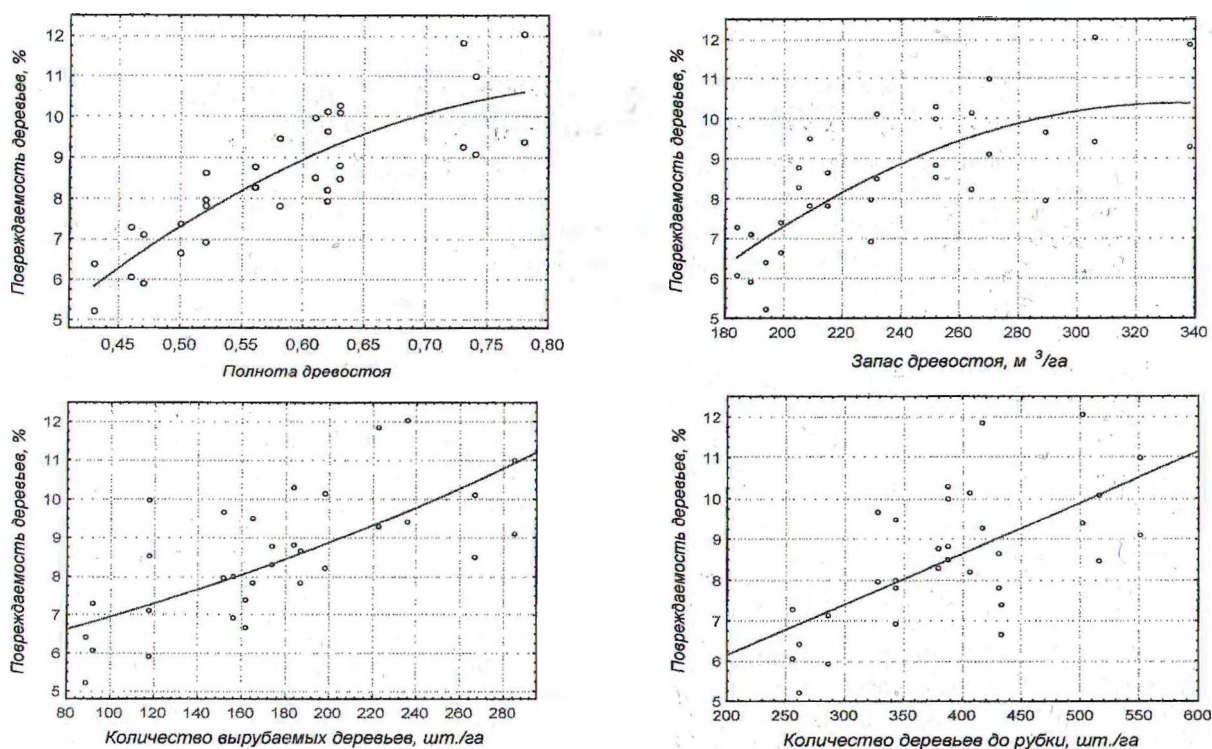 Повреждаемость деревьев, %
12
11
10
9
8
7
6
5
0,45 0,50 0,55 0,60 0,65 0,70 0,75 0,80
Полнота древостоя
Повреждаемость деревьев, %
12
11
10
9
8
7
6
5
180 200 220 240 260 280 300 320 340
Запас древостоя, м ³/га
Повреждаемость деревьев, %
12
11
10
9
8
7
6
5
80 100 120 140 160 180 200 220 240 260 280
Количество вырубаемых деревьев, шт./га
Повреждаемость деревьев, %
12
11
10
9
8
7
6
5
200 250 300 350 400 450 500 550 600
Количество деревьев до рубки, шт./га